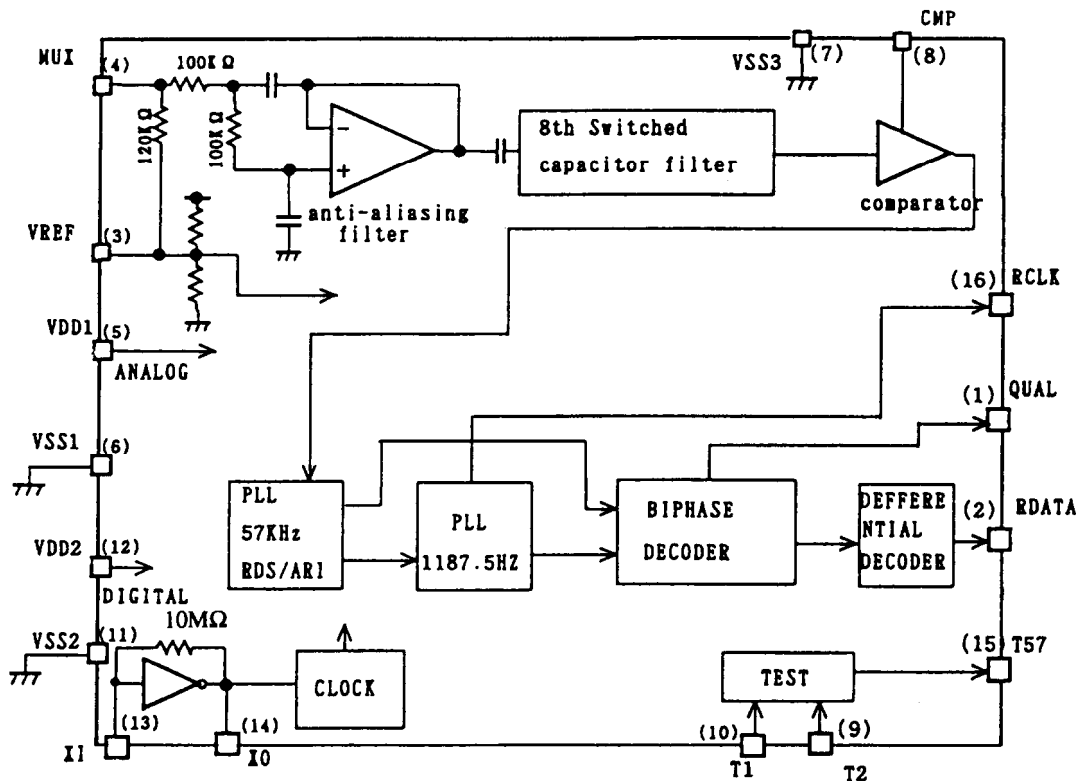 CMP
MUX
(4)
100KΩ
VSS3
(7)
(8)
120KΩ
100KΩ
-
+
8th Switched
capacitor filter
comparator
anti-aliasing
filter
VREF
(3)
(16)
RCLK
VDD1
(5)
ANALOG
(1)
QUAL
VSS1
(6)
PLL
57KHz
RDS/ARI
PLL
1187.5HZ
BIPHASE
DECODER
DEFFERE
NTIAL
DECODER
(2)
RDATA
VDD2
(12)
DIGITAL
10MΩ
VSS2
(11)
CLOCK
TEST
(15)
T57
(13)
(14)
XI
XO
(10)
(9)
T1
T2